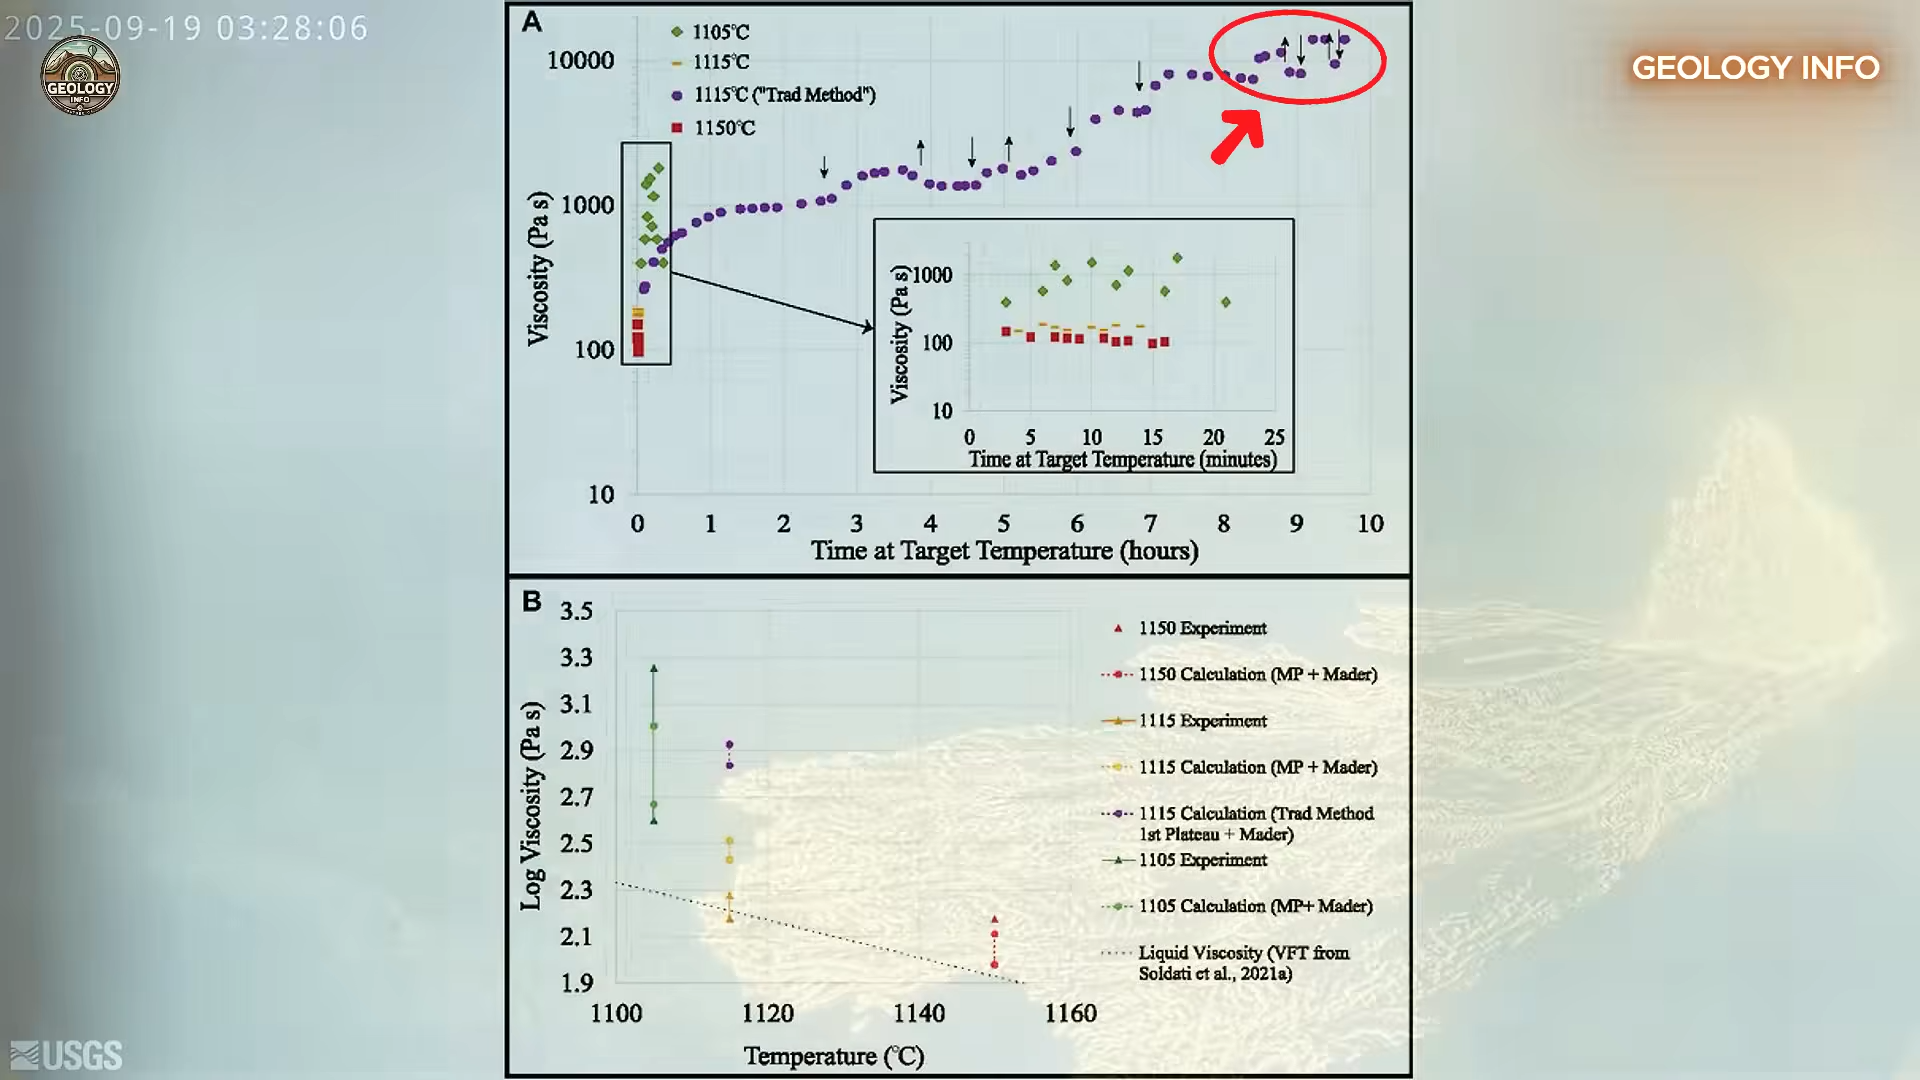 2025-09-19 03:28:06
GEOLOGY
INFO
GEOLOGY INFO
A
1105°C
1115°C
1115°C ("Trad Method")
1150°C
10000
1000
100
10
Viscosity (Pa s)
0 1 2 3 4 5 6 7 8 9 10
Time at Target Temperature (hours)
1000
100
10
Viscosity (Pa s)
0 5 10 15 20 25
Time at Target Temperature (minutes)
B
3.5
3.3
3.1
2.9
2.7
2.5
2.3
2.1
1.9
Log Viscosity (Pa s)
1100 1120 1140 1160
Temperature (°C)
1150 Experiment
1150 Calculation (MP + Mader)
1115 Experiment
1115 Calculation (MP + Mader)
1115 Calculation (Trad Method
1st Plateau + Mader)
1105 Experiment
1105 Calculation (MP+ Mader)
Liquid Viscosity (VFT from
Soldati et al., 2021a)
USGS